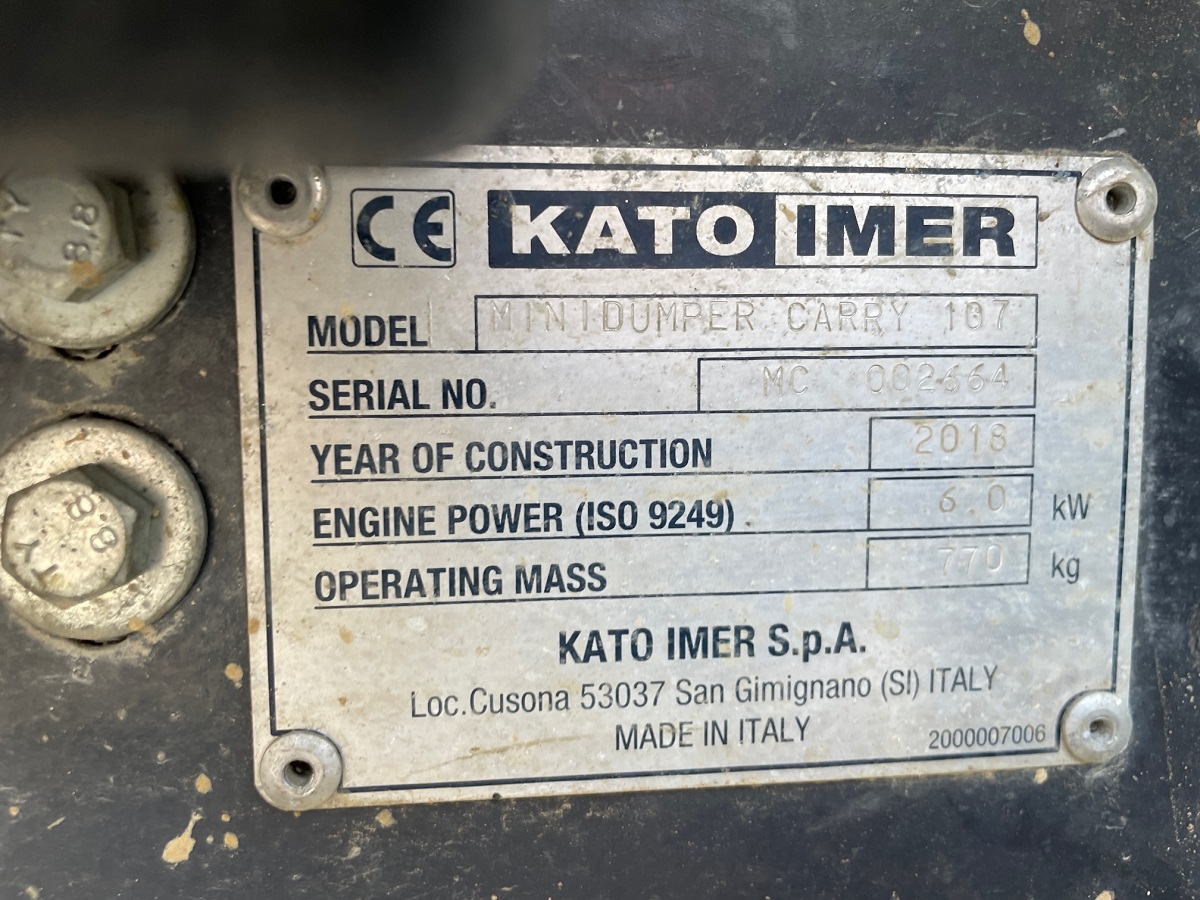 CE KATO IMER
MODEL MINIDUMPER CARRY 107
SERIAL NO. MC 002664
YEAR OF CONSTRUCTION 2018
ENGINE POWER (ISO 9249) 6.0 kW
OPERATING MASS 770 kg
KATO IMER S.p.A.
Loc.Cusona 53037 San Gimignano (SI) ITALY
MADE IN ITALY 2000007006
8.8
8.8
Y